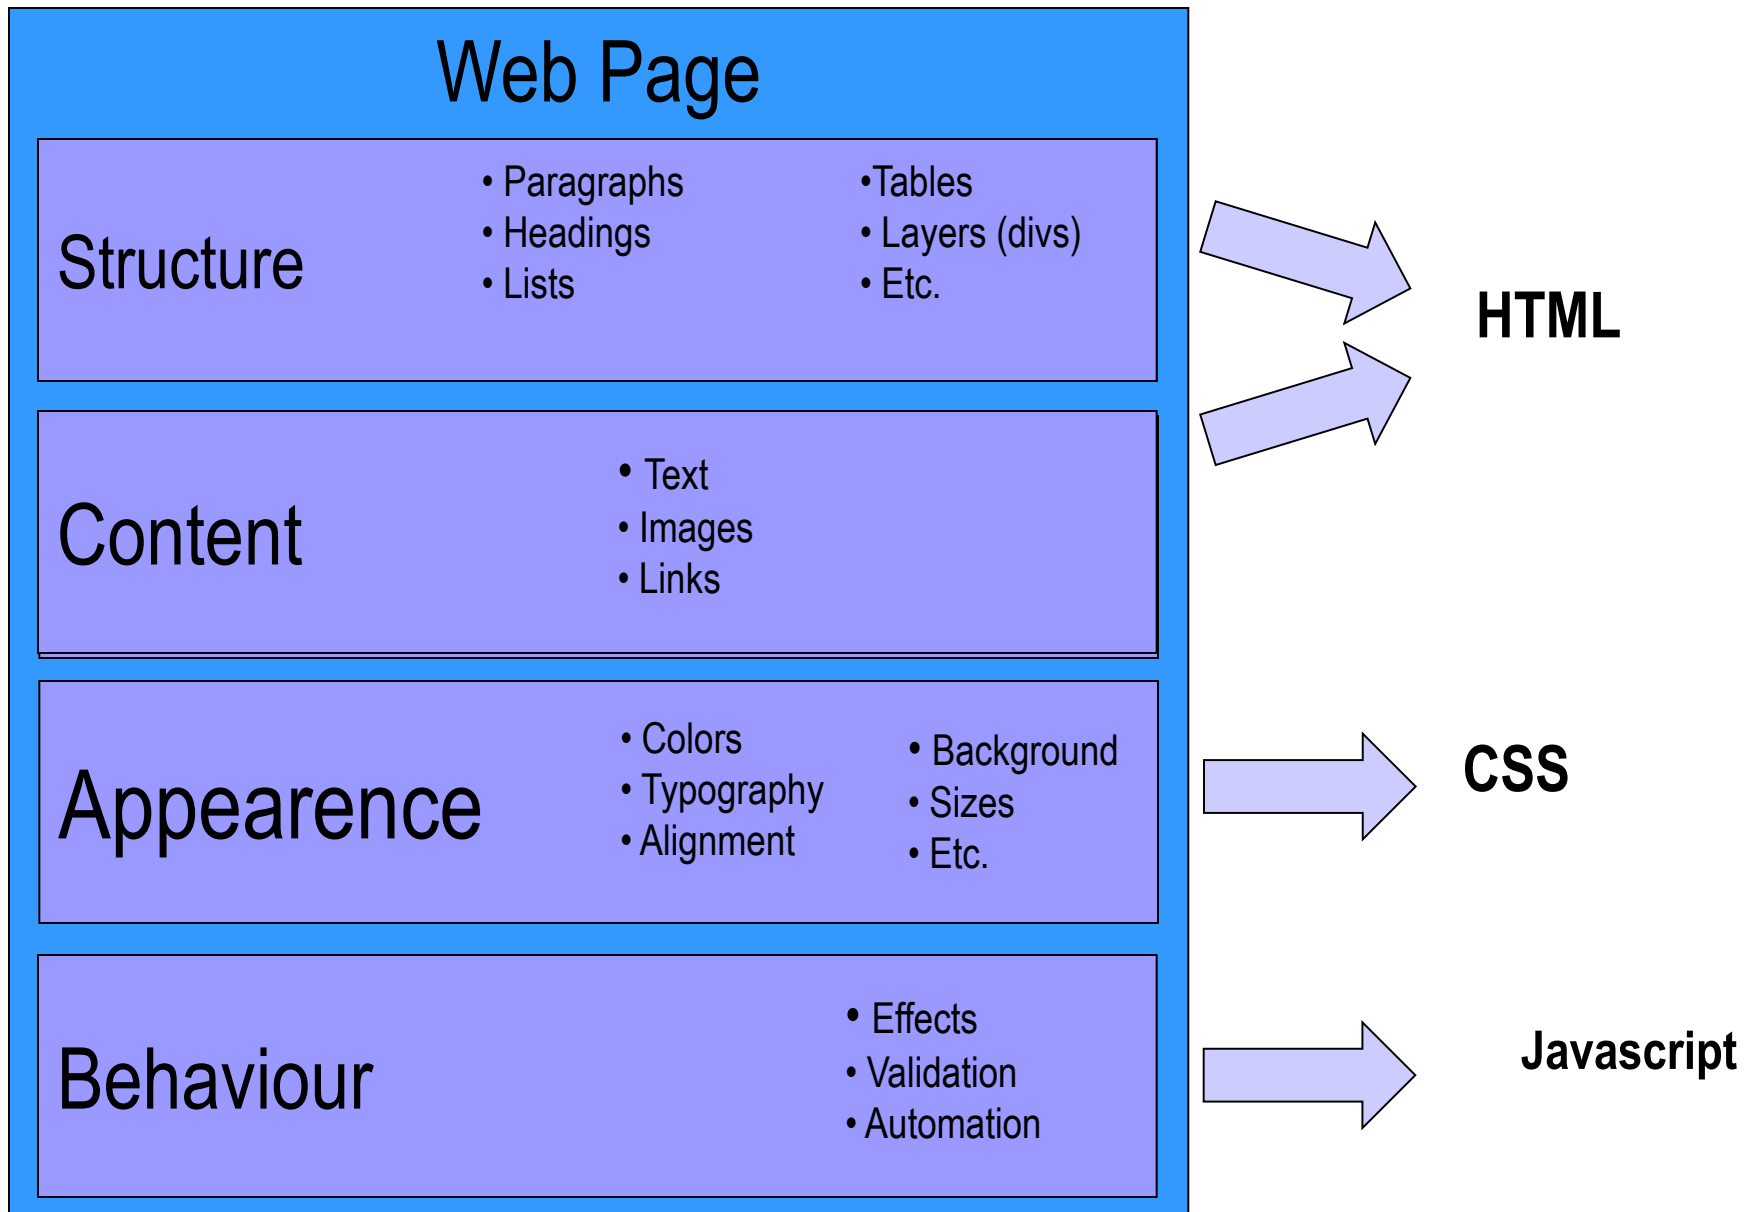 Web Page
Structure
• Paragraphs
• Headings
• Lists
•Tables
• Layers (divs)
• Etc.
HTML
Content
• Text
• Images
• Links
Appearence
• Colors
• Typography
• Alignment
• Background
• Sizes
• Etc.
CSS
Behaviour
• Effects
• Validation
• Automation
Javascript